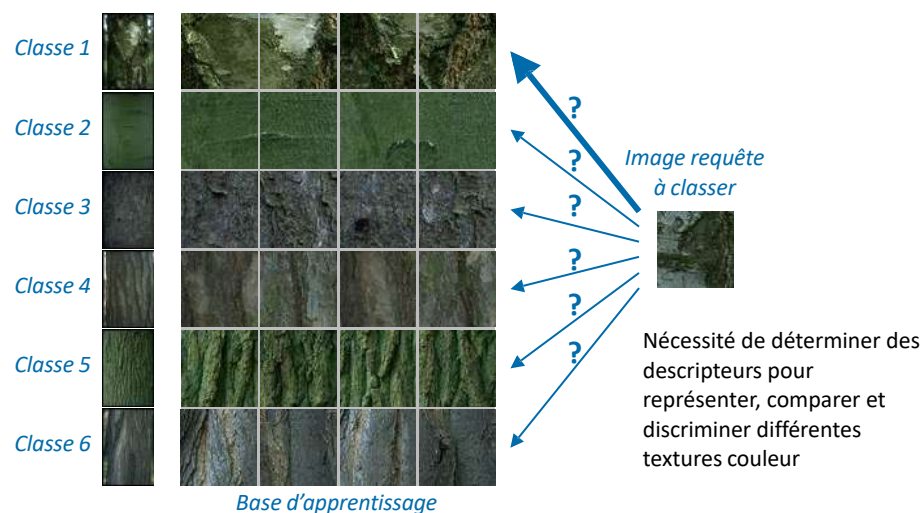 Classe 1
?
Classe 2
?
Image requête
à classer
Classe 3
?
Classe 4
?
Classe 5
?
Nécessité de déterminer des
descripteurs pour
représenter, comparer et
discriminer différentes
textures couleur
?
Classe 6
Base d'apprentissage